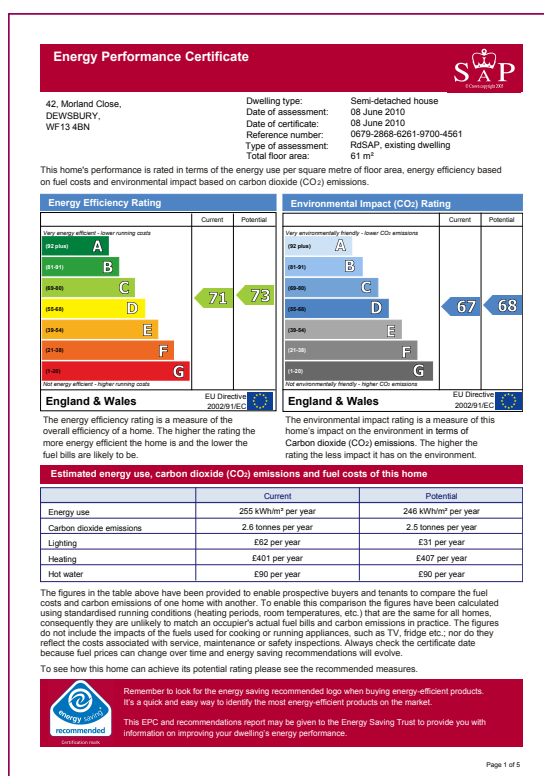 Energy Performance Certificate
SAP
© Crown copyright 2005
42, Morland Close,
DEWSBURY,
WF13 4BN
Dwelling type: Semi-detached house
Date of assessment: 08 June 2010
Date of certificate: 08 June 2010
Reference number: 0679-2868-6261-9700-4561
Type of assessment: RdSAP, existing dwelling
Total floor area: 61 m²
This home's performance is rated in terms of the energy use per square metre of floor area, energy efficiency based
on fuel costs and environmental impact based on carbon dioxide (CO2) emissions.
Energy Efficiency Rating
Current Potential
Very energy efficient - lower running costs
(92 plus) A
(81-91) B
(69-80) C
(55-68) D
(39-54) E
(21-38) F
(1-20) G
71 73
Not energy efficient - higher running costs
England & Wales
EU Directive
2002/91/EC
Environmental Impact (CO2) Rating
Current Potential
Very environmentally friendly - lower CO2 emissions
(92 plus) A
(81-91) B
(69-80) C
(55-68) D
(39-54) E
(21-38) F
(1-20) G
67 68
Not environmentally friendly - higher CO2 emissions
England & Wales
EU Directive
2002/91/EC
The energy efficiency rating is a measure of the
overall efficiency of a home. The higher the rating the
more energy efficient the home is and the lower the
fuel bills are likely to be.
The environmental impact rating is a measure of this
home's impact on the environment in terms of
Carbon dioxide (CO2) emissions. The higher the
rating the less impact it has on the environment.
Estimated energy use, carbon dioxide (CO2) emissions and fuel costs of this home
Current Potential
Energy use 255 kWh/m² per year 246 kWh/m² per year
Carbon dioxide emissions 2.6 tonnes per year 2.5 tonnes per year
Lighting £62 per year £31 per year
Heating £401 per year £407 per year
Hot water £90 per year £90 per year
The figures in the table above have been provided to enable prospective buyers and tenants to compare the fuel
costs and carbon emissions of one home with another. To enable this comparison the figures have been calculated
using standardised running conditions (heating periods, room temperatures, etc.) that are the same for all homes,
consequently they are unlikely to match an occupier's actual fuel bills and carbon emissions in practice. The figures
do not include the impacts of the fuels used for cooking or running appliances, such as TV, fridge etc.; nor do they
reflect the costs associated with service, maintenance or safety inspections. Always check the certificate date
because fuel prices can change over time and energy saving recommendations will evolve.
To see how this home can achieve its potential rating please see the recommended measures.
energy saving
recommended
Certification mark
Remember to look for the energy saving recommended logo when buying energy-efficient products.
It's a quick and easy way to identify the most energy-efficient products on the market.
This EPC and recommendations report may be given to the Energy Saving Trust to provide you with
information on improving your dwelling's energy performance.
Page 1 of 5